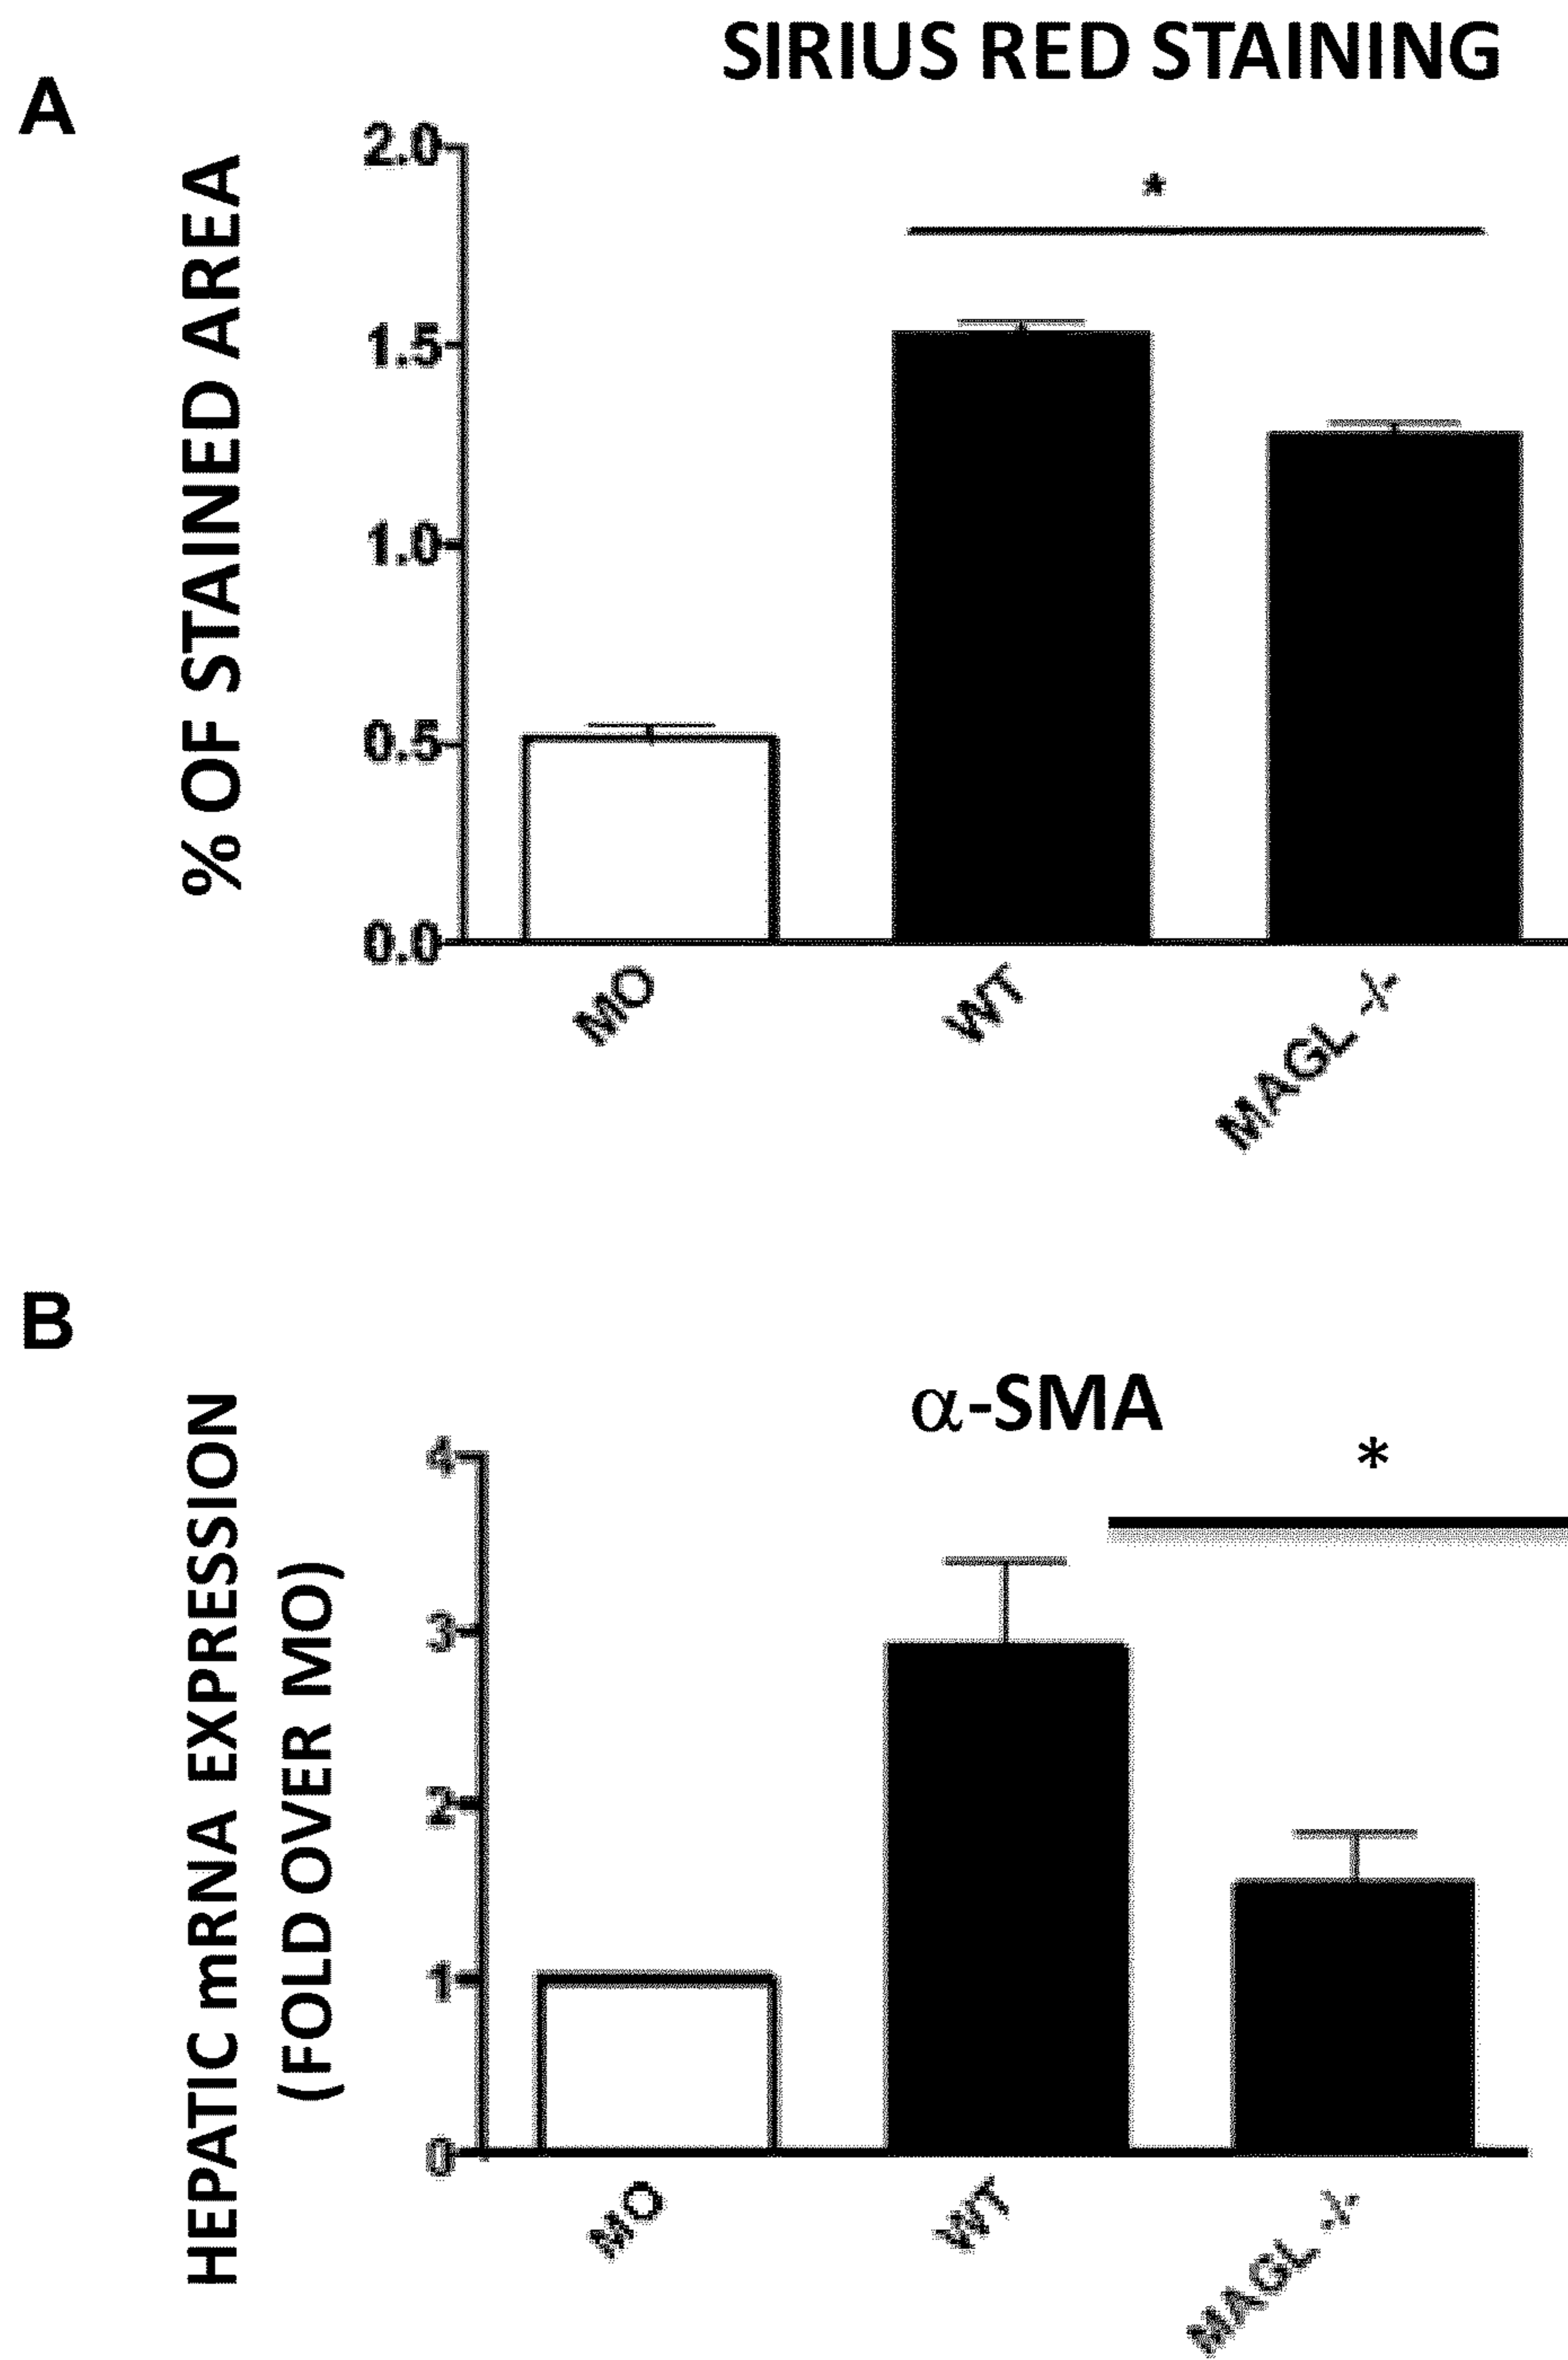 A
SIRIUS RED STAINING
% OF STAINED AREA
2.0
*
1.5
1.0
0.5
0.0
MO
WT
MAGL -/-
B
α-SMA
*
HEPATIC mRNA EXPRESSION
(FOLD OVER MO)
4
3
2
1
0
MO
WT
MAGL -/-